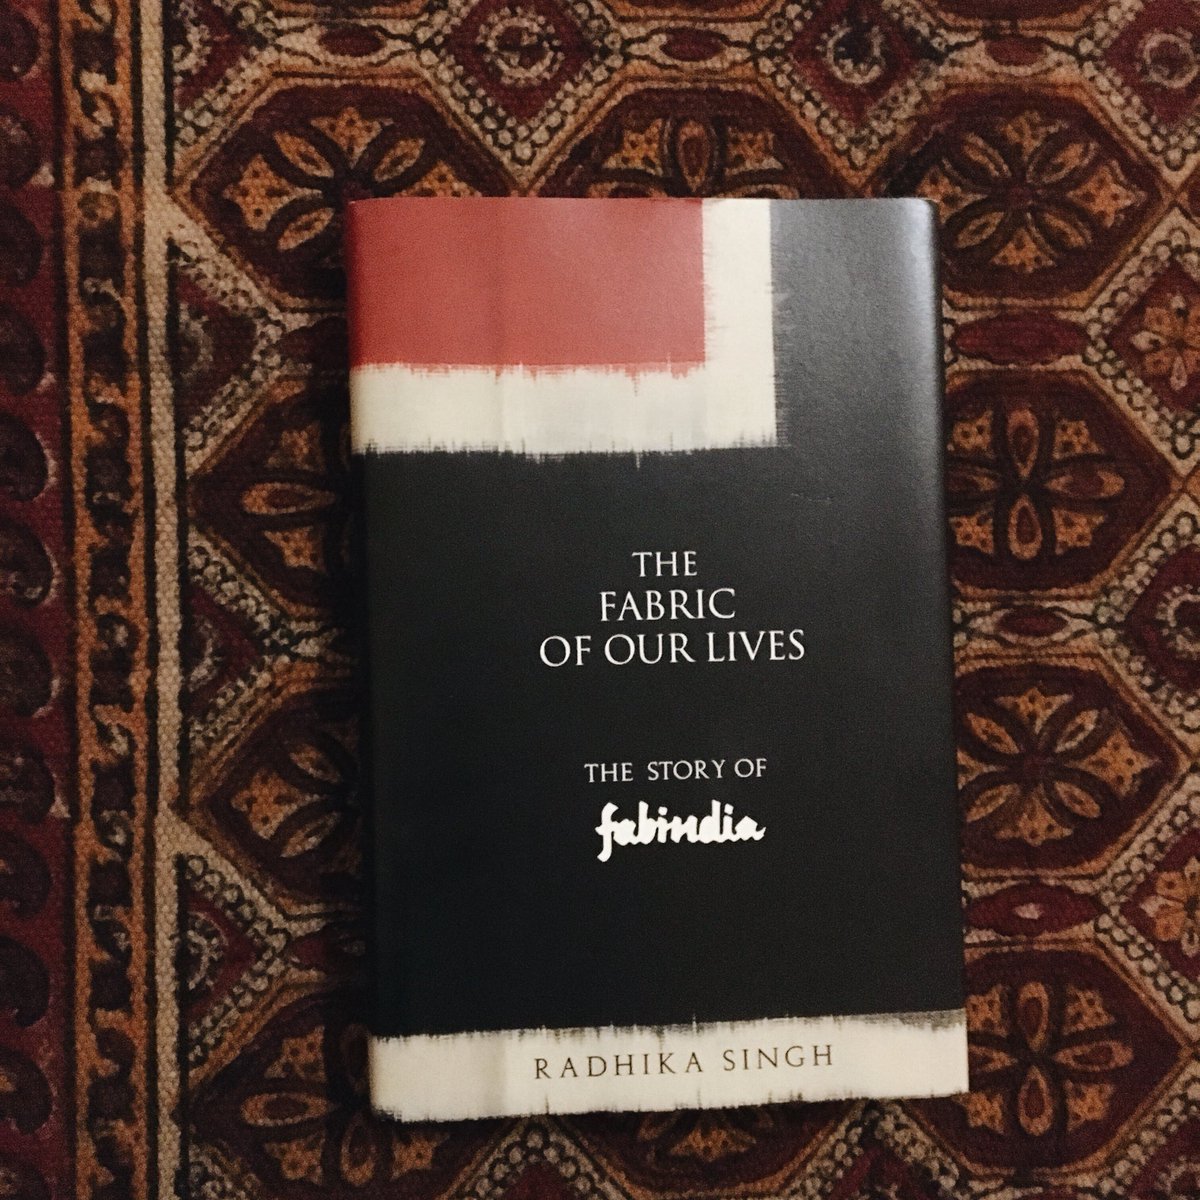 THE
FABRIC
OF OUR LIVES
THE STORY OF
fabindia
RADHIKA SINGH